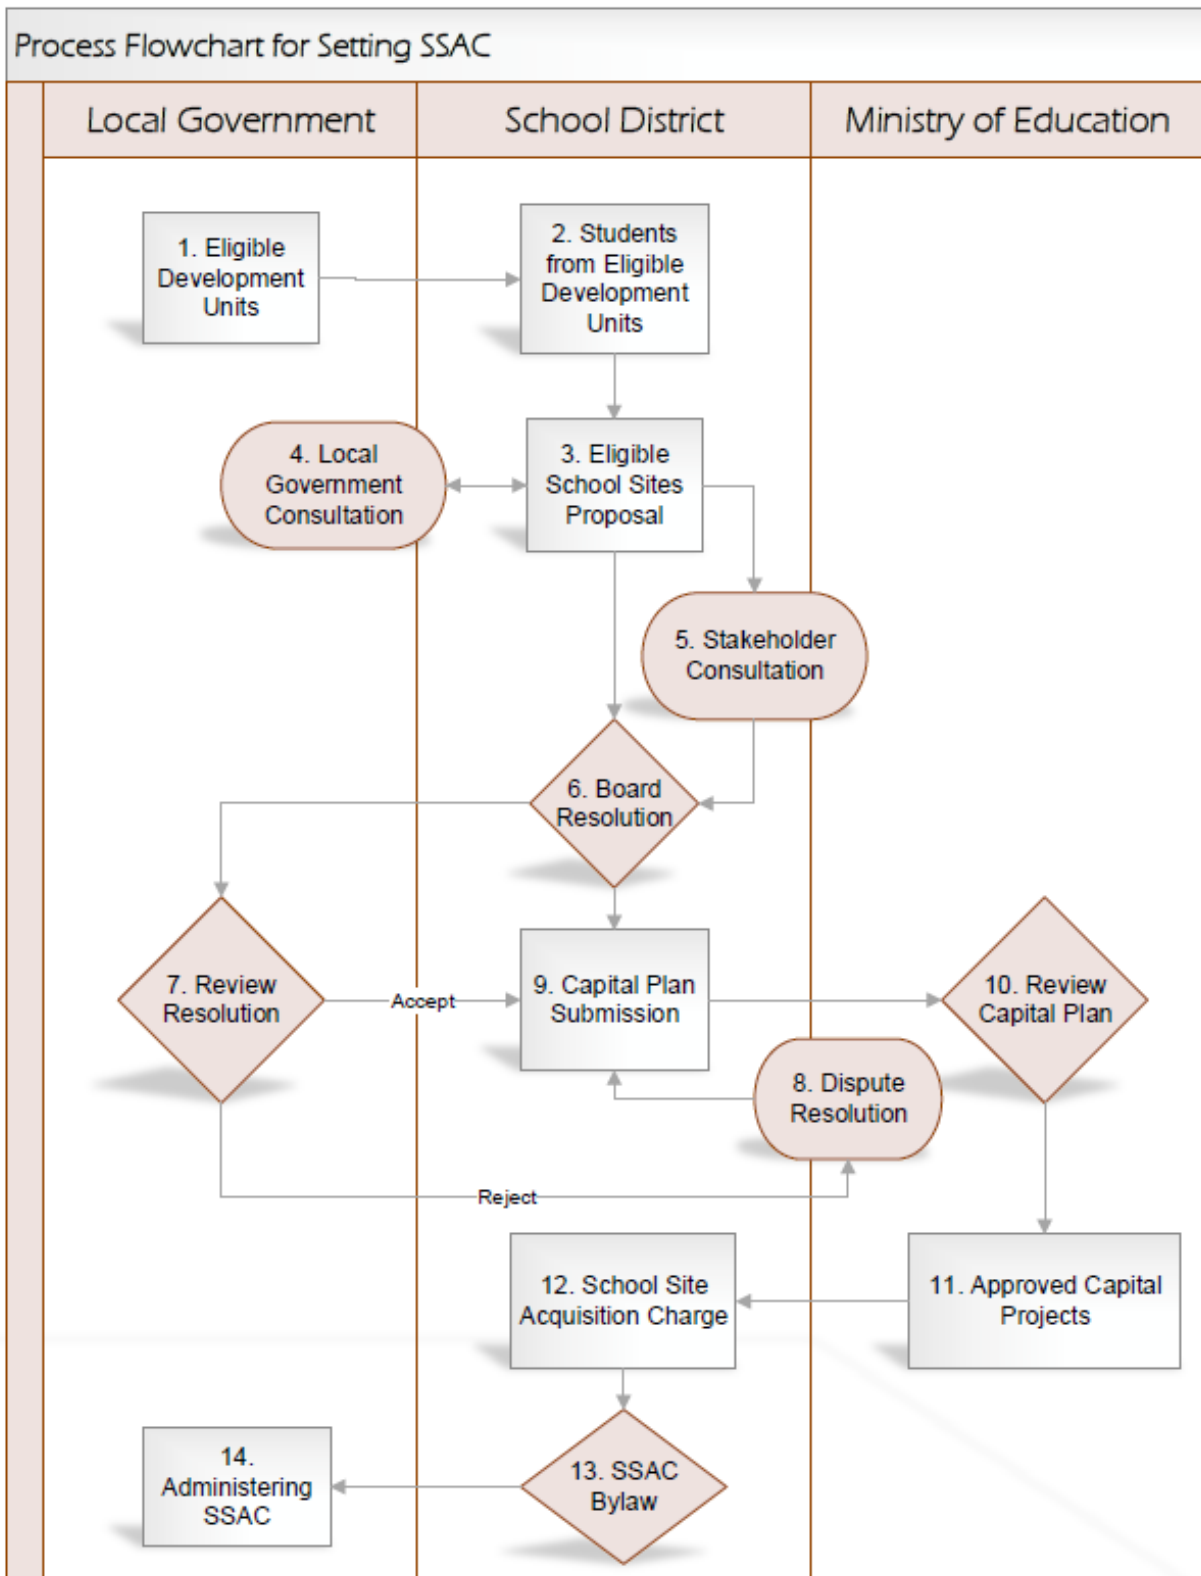 Process Flowchart for Setting SSAC
Local Government
School District
Ministry of Education
1. Eligible
Development
Units
2. Students
from Eligible
Development
Units
4. Local
Government
Consultation
3. Eligible
School Sites
Proposal
5. Stakeholder
Consultation
6. Board
Resolution
7. Review
Resolution
Accept
9. Capital Plan
Submission
10. Review
Capital Plan
8. Dispute
Resolution
Reject
12. School Site
Acquisition Charge
11. Approved Capital
Projects
14.
Administering
SSAC
13. SSAC
Bylaw